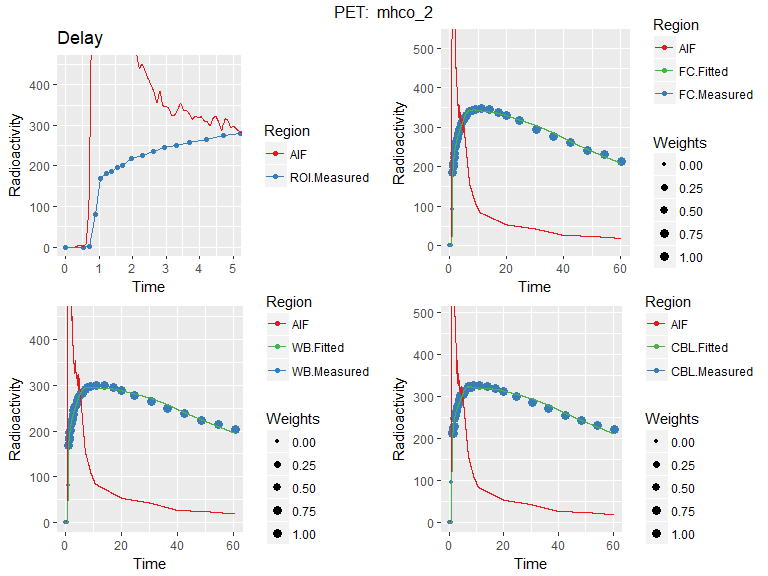 PET: mhco_2
Delay
Radioactivity
400
300
200
100
0
0 1 2 3 4 5
Time
Region
AIF
ROI.Measured
Radioactivity
500
400
300
200
100
0
0 20 40 60
Time
Region
AIF
FC.Fitted
FC.Measured
Weights
0.00
0.25
0.50
0.75
1.00
Radioactivity
400
300
200
100
0
0 20 40 60
Time
Region
AIF
WB.Fitted
WB.Measured
Weights
0.00
0.25
0.50
0.75
1.00
Radioactivity
500
400
300
200
100
0
0 20 40 60
Time
Region
AIF
CBL.Fitted
CBL.Measured
Weights
0.00
0.25
0.50
0.75
1.00